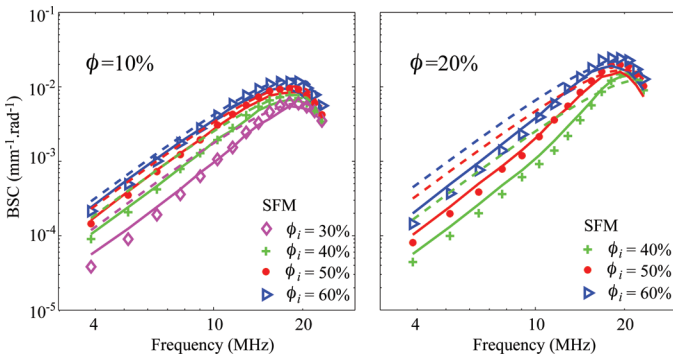 10⁻¹
10⁻²
10⁻³
10⁻⁴
10⁻⁵
BSC (mm⁻¹.rad⁻¹)
ϕ=10%
SFM
ϕᵢ = 30%
ϕᵢ = 40%
ϕᵢ = 50%
ϕᵢ = 60%
4 10 20
Frequency (MHz)
ϕ=20%
SFM
ϕᵢ = 40%
ϕᵢ = 50%
ϕᵢ = 60%
4 10 20
Frequency (MHz)